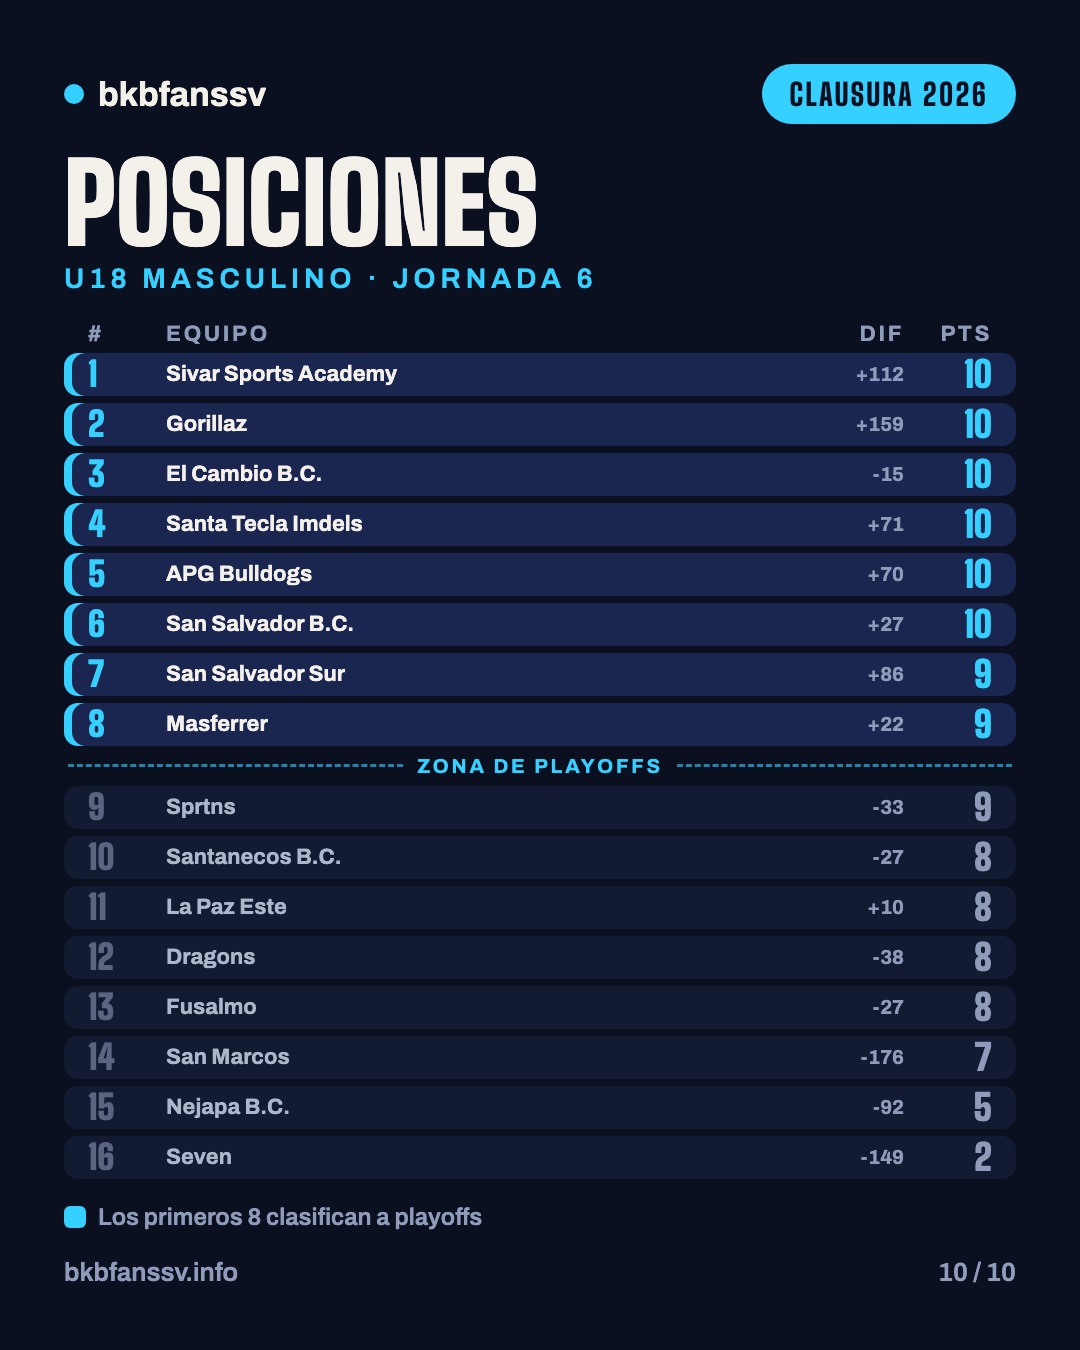 bkbfanssv
CLAUSURA 2026
POSICIONES
U18 MASCULINO · JORNADA 6
# EQUIPO DIF PTS
1 Sivar Sports Academy +112 10
2 Gorillaz +159 10
3 El Cambio B.C. -15 10
4 Santa Tecla Imdels +71 10
5 APG Bulldogs +70 10
6 San Salvador B.C. +27 10
7 San Salvador Sur +86 9
8 Masferrer +22 9
ZONA DE PLAYOFFS
9 Sprtns -33 9
10 Santanecos B.C. -27 8
11 La Paz Este +10 8
12 Dragons -38 8
13 Fusalmo -27 8
14 San Marcos -176 7
15 Nejapa B.C. -92 5
16 Seven -149 2
Los primeros 8 clasifican a playoffs
bkbfanssv.info 10 / 10